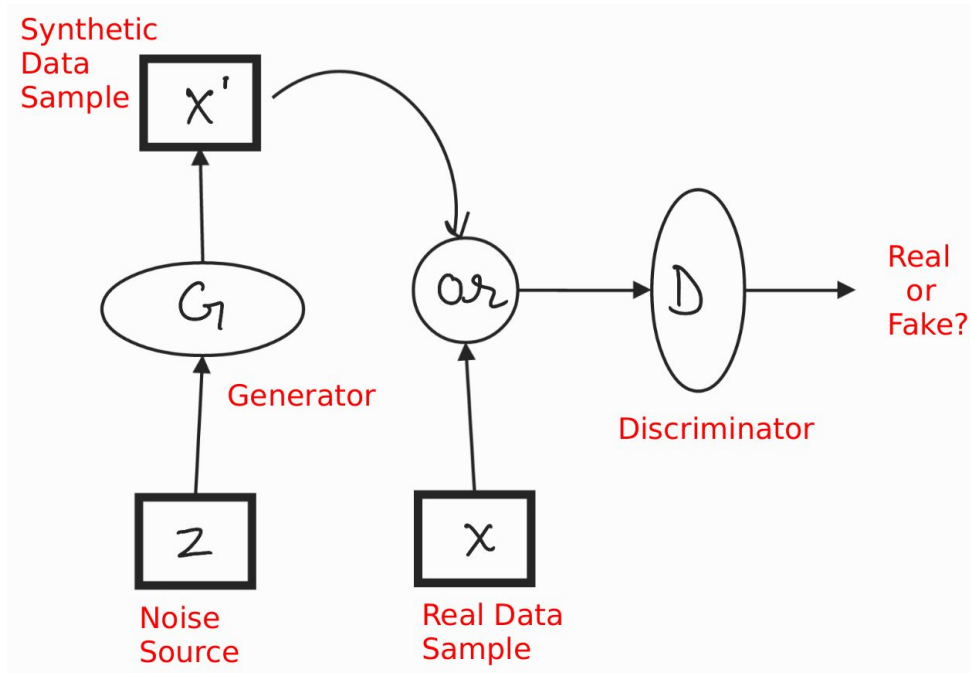 Synthetic
Data
Sample
X'
G
Generator
Z
Noise
Source
or
X
Real Data
Sample
D
Discriminator
Real
or
Fake?